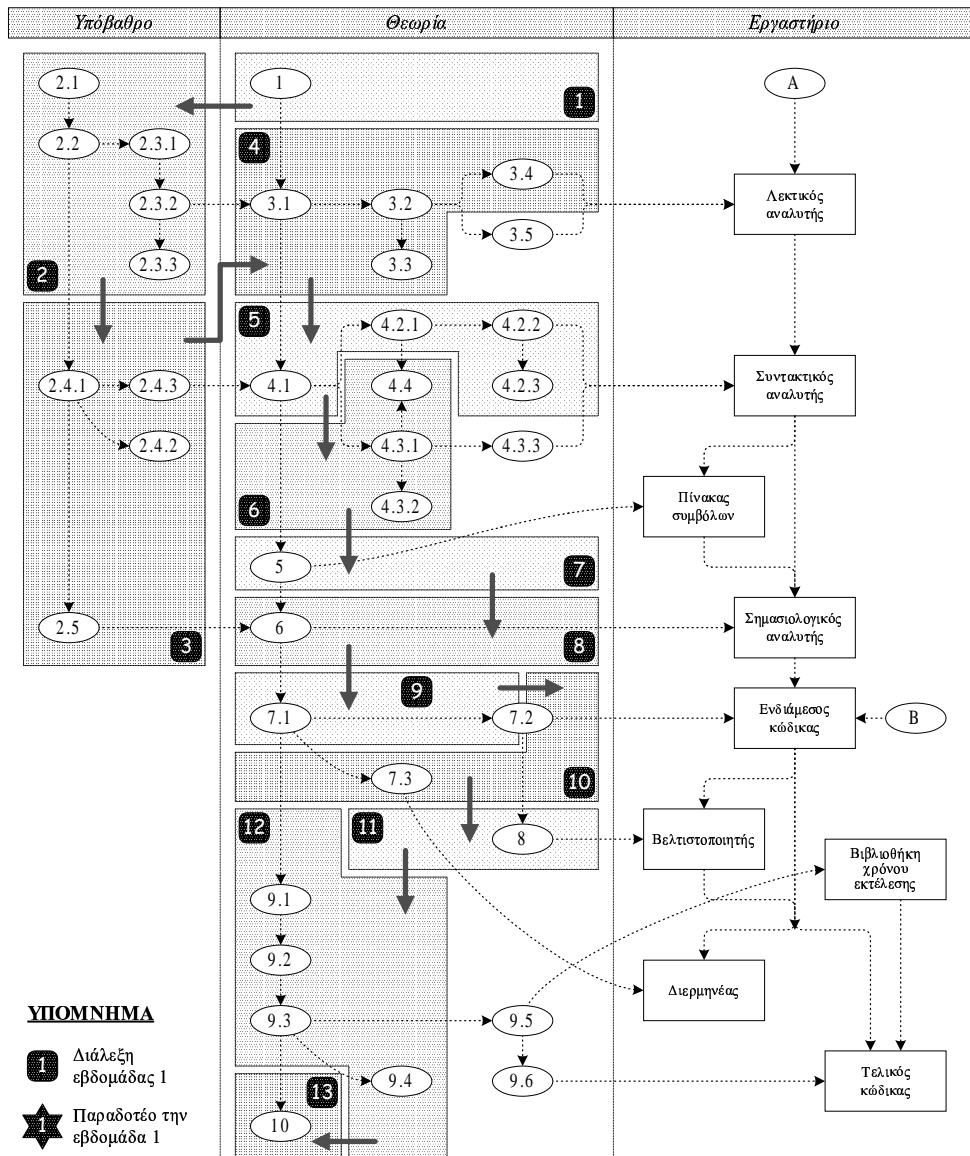 Υπόβαθρο
Θεωρία
Εργαστήριο
2.1
1
1
A
2.2
2.3.1
4
3.4
2.3.2
3.1
3.2
Λεκτικός
αναλυτής
3.5
2
2.3.3
3.3
5
4.2.1
4.2.2
2.4.1
2.4.3
4.1
4.4
4.2.3
Συντακτικός
αναλυτής
2.4.2
4.3.1
4.3.3
6
4.3.2
Πίνακας
συμβόλων
5
7
2.5
3
6
8
Σημασιολογικός
αναλυτής
9
7.1
7.2
Ενδιάμεσος
κώδικας
B
7.3
10
12
11
8
Βελτιστοποιητής
Βιβλιοθήκη
χρόνου
εκτέλεσης
9.1
9.2
Διερμηνέας
ΥΠΟΜΝΗΜΑ
9.3
9.5
1
Διάλεξη
εβδομάδας 1
13
9.4
9.6
Τελικός
κώδικας
1
Παραδοτέο την
εβδομάδα 1
10